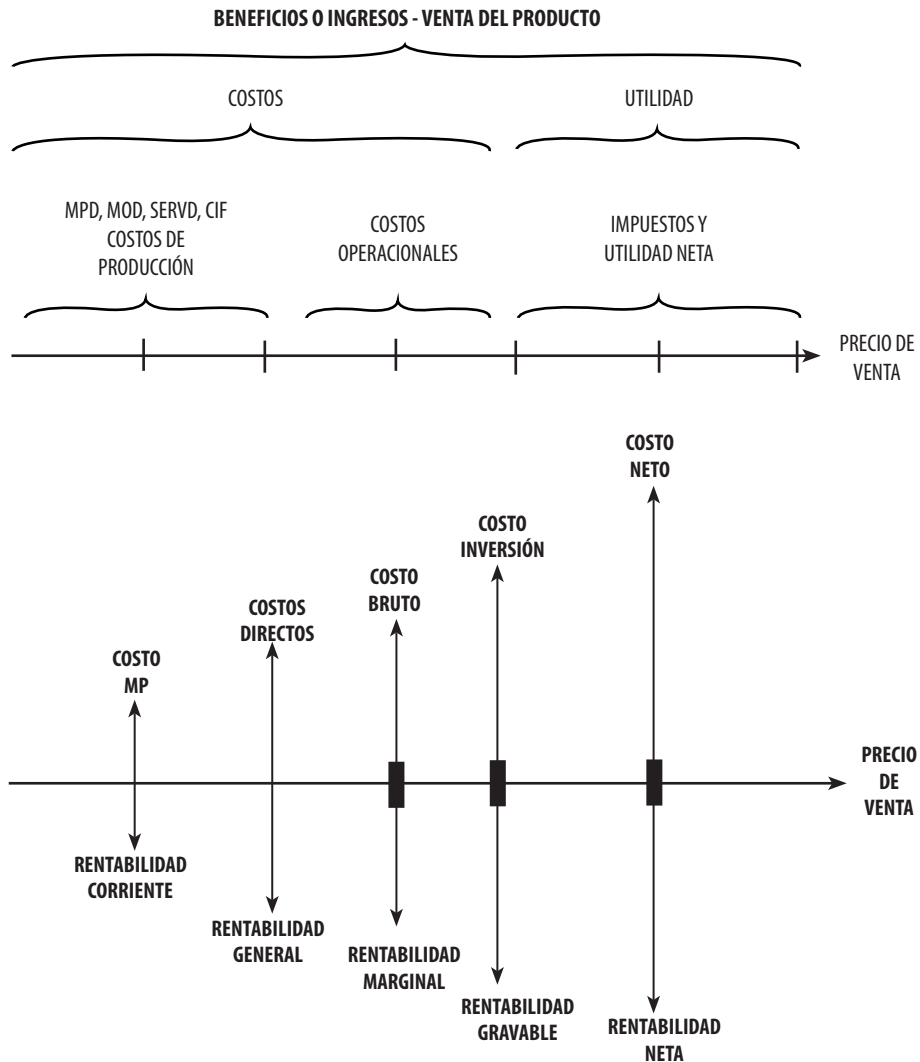 BENEFICIOS O INGRESOS - VENTA DEL PRODUCTO
COSTOS
UTILIDAD
MPD, MOD, SERVD, CIF
COSTOS DE
PRODUCCIÓN
COSTOS
OPERACIONALES
IMPUESTOS Y
UTILIDAD NETA
PRECIO DE
VENTA
COSTO
NETO
COSTO
INVERSIÓN
COSTO
BRUTO
COSTOS
DIRECTOS
COSTO
MP
PRECIO
DE
VENTA
RENTABILIDAD
CORRIENTE
RENTABILIDAD
GENERAL
RENTABILIDAD
MARGINAL
RENTABILIDAD
GRAVABLE
RENTABILIDAD
NETA